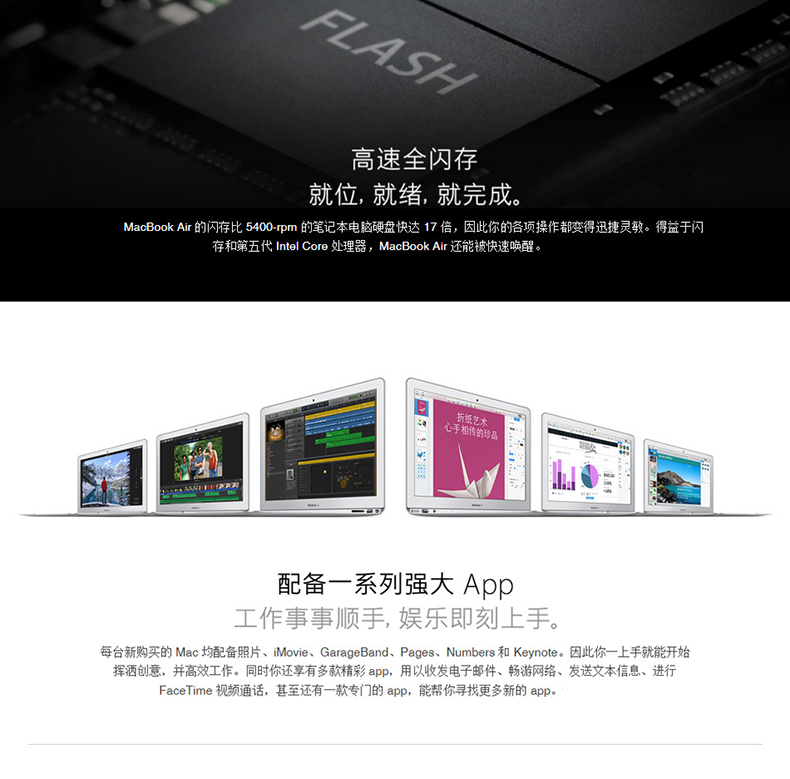 FLASH
高速全闪存
就位, 就绪, 就完成。
MacBook Air 的闪存比 5400-rpm 的笔记本电脑硬盘快达 17 倍，因此你的各项操作都变得迅捷灵敏。得益于闪
存和第五代 Intel Core 处理器，MacBook Air 还能被快速唤醒。
折纸艺术
心手相传的珍品
配备一系列强大 App
工作事事顺手, 娱乐即刻上手。
每台新购买的 Mac 均配备照片、iMovie、GarageBand、Pages、Numbers 和 Keynote。因此你一上手就能开始
挥洒创意，并高效工作。同时你还享有多款精彩 app，用以收发电子邮件、畅游网络、发送文本信息、进行
FaceTime 视频通话，甚至还有一款专门的 app，能帮你寻找更多新的 app。